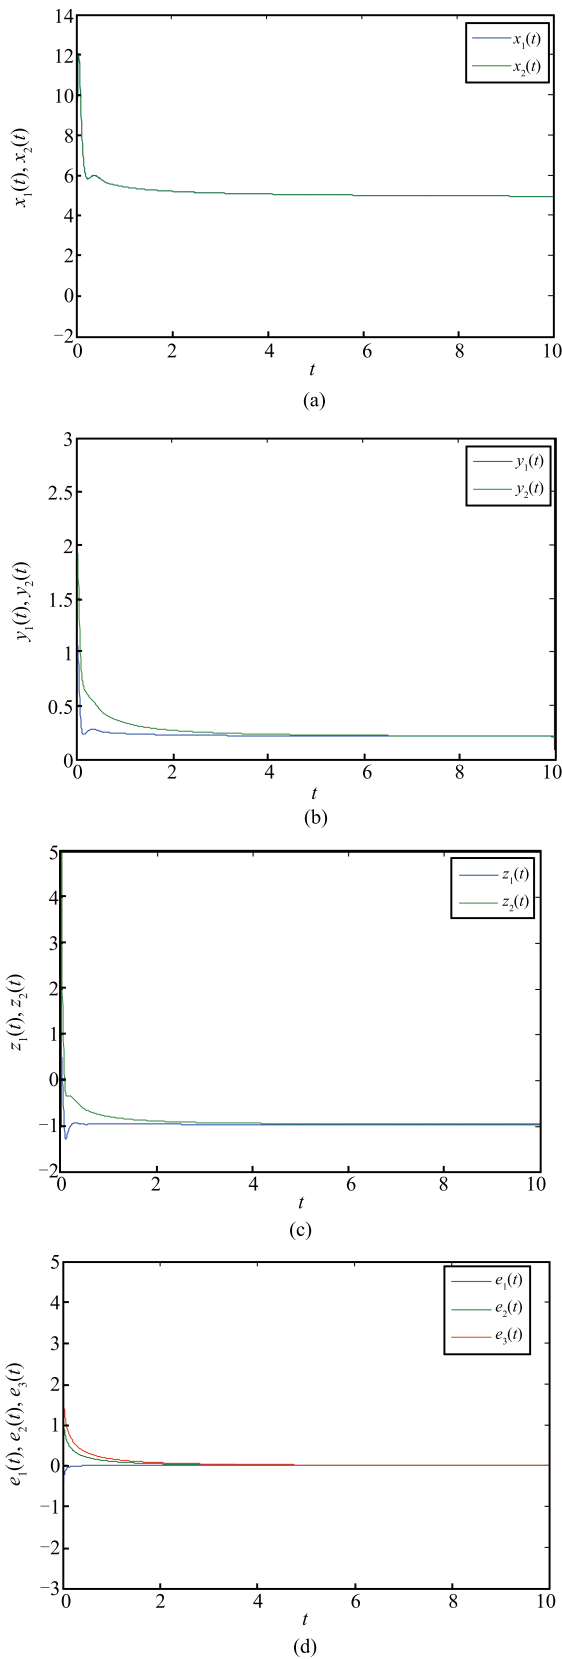 14
12
10
8
6
4
2
0
−2
x1(t), x2(t)
x1(t)
x2(t)
0 2 4 6 8 10
t
(a)
3
2.5
2
1.5
1
0.5
0
y1(t), y2(t)
y1(t)
y2(t)
0 2 4 6 8 10
t
(b)
5
4
3
2
1
0
−1
−2
z1(t), z2(t)
z1(t)
z2(t)
0 2 4 6 8 10
t
(c)
5
4
3
2
1
0
−1
−2
−3
e1(t), e2(t), e3(t)
e1(t)
e2(t)
e3(t)
0 2 4 6 8 10
t
(d)